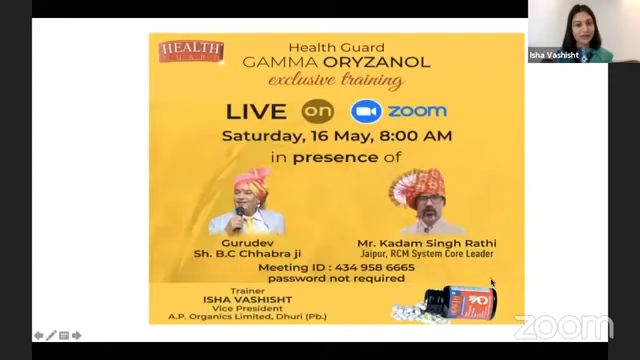 HEALTH
GUARD
Health Guard
GAMMA ORYZANOL
exclusive training
LIVE on zoom
Saturday, 16 May, 8:00 AM
in presence of
Gurudev
Sh. B.C Chhabra ji
Mr. Kadam Singh Rathi
Jaipur, RCM System Core Leader
Meeting ID : 434 958 6665
password not required
Trainer
ISHA VASHISHT
Vice President
A.P. Organics Limited, Dhuri (Pb.)
Isha Vashisht
zoom